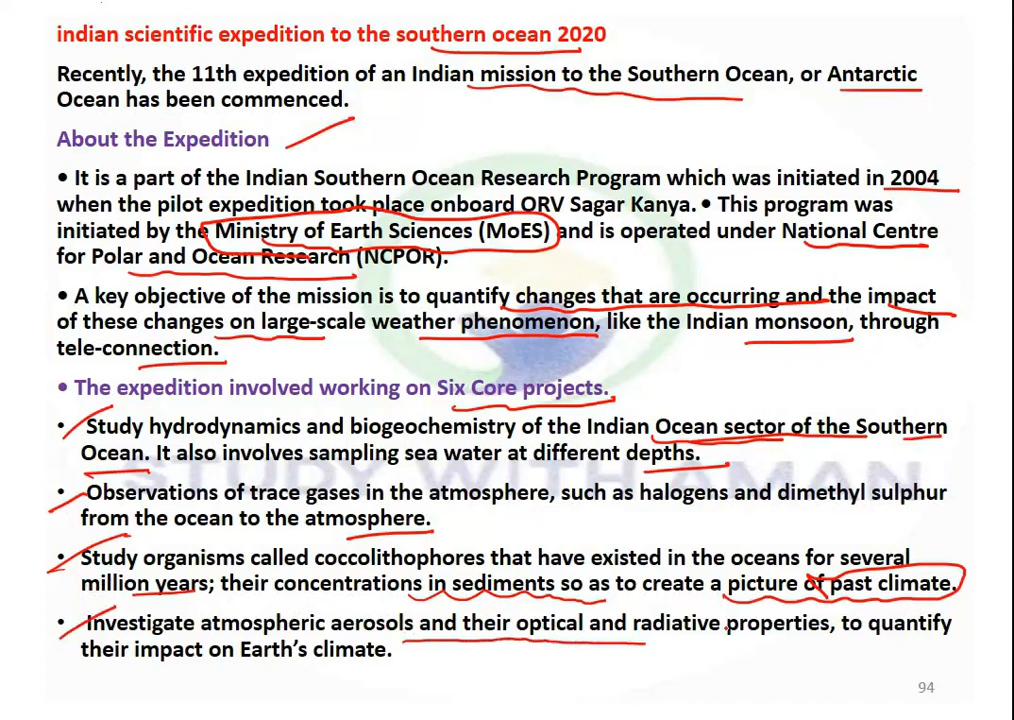 indian scientific expedition to the southern ocean 2020
Recently, the 11th expedition of an Indian mission to the Southern Ocean, or Antarctic
Ocean has been commenced.
About the Expedition
• It is a part of the Indian Southern Ocean Research Program which was initiated in 2004
when the pilot expedition took place onboard ORV Sagar Kanya. • This program was
initiated by the Ministry of Earth Sciences (MoES) and is operated under National Centre
for Polar and Ocean Research (NCPOR).
• A key objective of the mission is to quantify changes that are occurring and the impact
of these changes on large-scale weather phenomenon, like the Indian monsoon, through
tele-connection.
• The expedition involved working on Six Core projects.
• Study hydrodynamics and biogeochemistry of the Indian Ocean sector of the Southern
Ocean. It also involves sampling sea water at different depths.
STUDY WITH AMAN
• Observations of trace gases in the atmosphere, such as halogens and dimethyl sulphur
from the ocean to the atmosphere.
• Study organisms called coccolithophores that have existed in the oceans for several
million years; their concentrations in sediments so as to create a picture of past climate.
• Investigate atmospheric aerosols and their optical and radiative properties, to quantify
their impact on Earth’s climate.
94